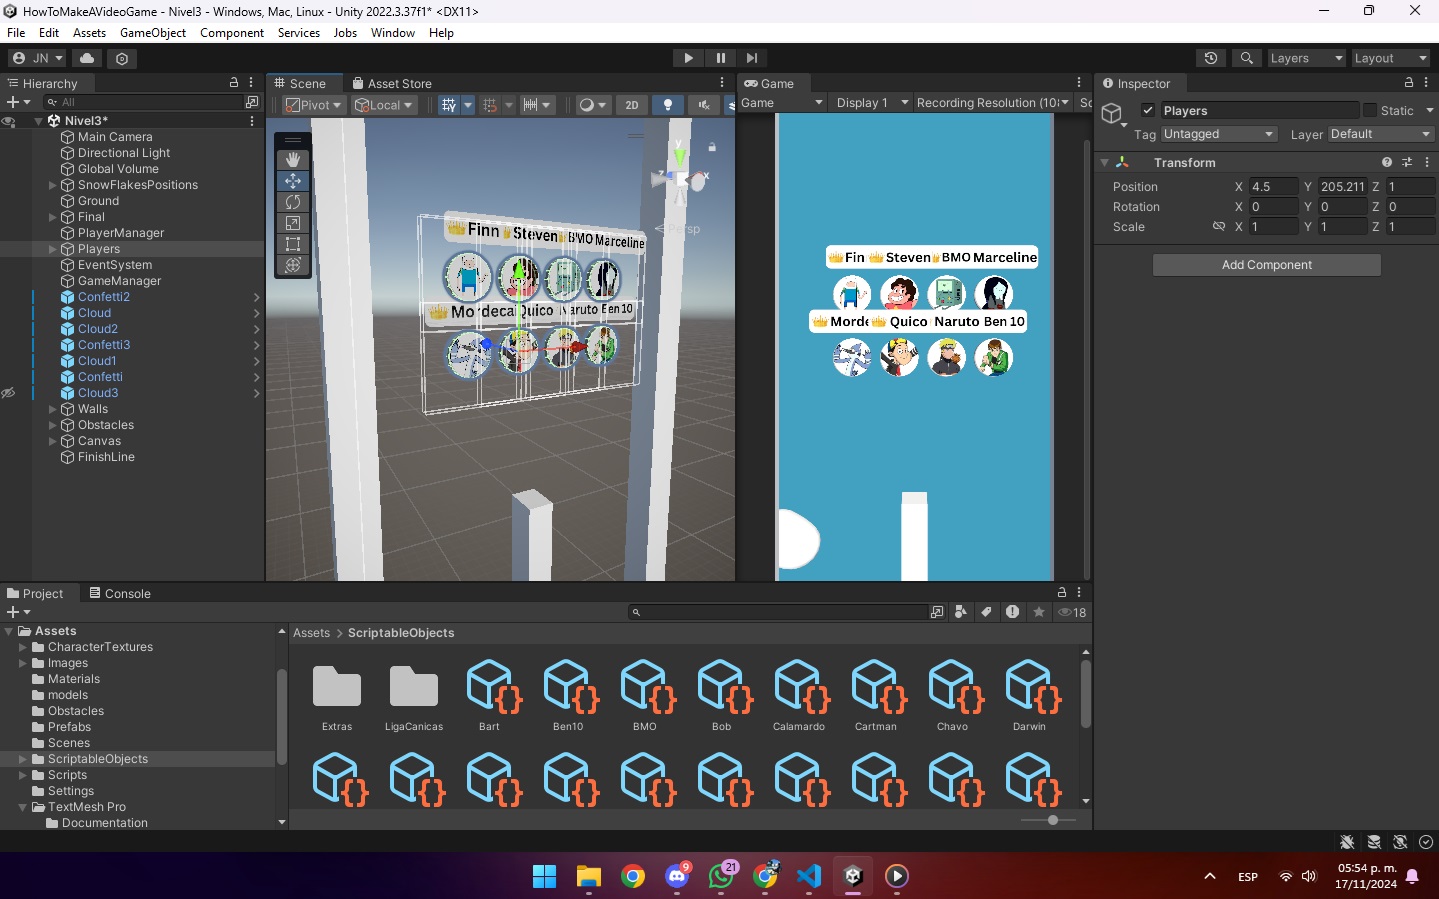 HowToMakeAVideoGame - Nivel3 - Windows, Mac, Linux - Unity 2022.3.37f1* <DX11>
File Edit Assets GameObject Component Services Jobs Window Help
JN Layers Layout
Hierarchy
All
Nivel3*
Main Camera
Directional Light
Global Volume
SnowFlakesPositions
Ground
Final
PlayerManager
Players
EventSystem
GameManager
Confetti2
Cloud
Cloud2
Confetti3
Cloud1
Confetti
Cloud3
Walls
Obstacles
Canvas
FinishLine
Scene Asset Store
Pivot Local 2D
y
x
z
Persp
Finn Steven BMO Marceline
Quico Naruto Ben 10
Game
Game Display 1 Recording Resolution (10
Fin Steven BMO Marceline
Quico Naruto Ben 10
Inspector
Players Static
Tag Untagged Layer Default
Transform
Position X 4.5 Y 205.211 Z 1
Rotation X 0 Y 0 Z 0
Scale X 1 Y 1 Z 1
Add Component
Project Console
18
Assets
CharacterTextures
Images
Materials
models
Obstacles
Prefabs
Scenes
ScriptableObjects
Scripts
Settings
TextMesh Pro
Documentation
Assets > ScriptableObjects
Extras LigaCanicas Bart Ben10 BMO Bob Calamardo Cartman Chavo Darwin
9 21
ESP
05:54 p. m.
17/11/2024